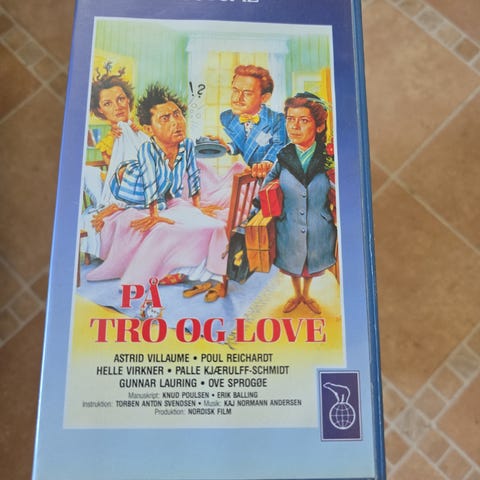 !?
PÅ
TRO OG LOVE
ASTRID VILLAUME • POUL REICHARDT
HELLE VIRKNER • PALLE KJÆRULFF-SCHMIDT
GUNNAR LAURING • OVE SPROGØE
Manuskript: KNUD POULSEN • ERIK BALLING
Instruktion: TORBEN ANTON SVENDSEN • Musik: KAJ NORMANN ANDERSEN
Produktion: NORDISK FILM